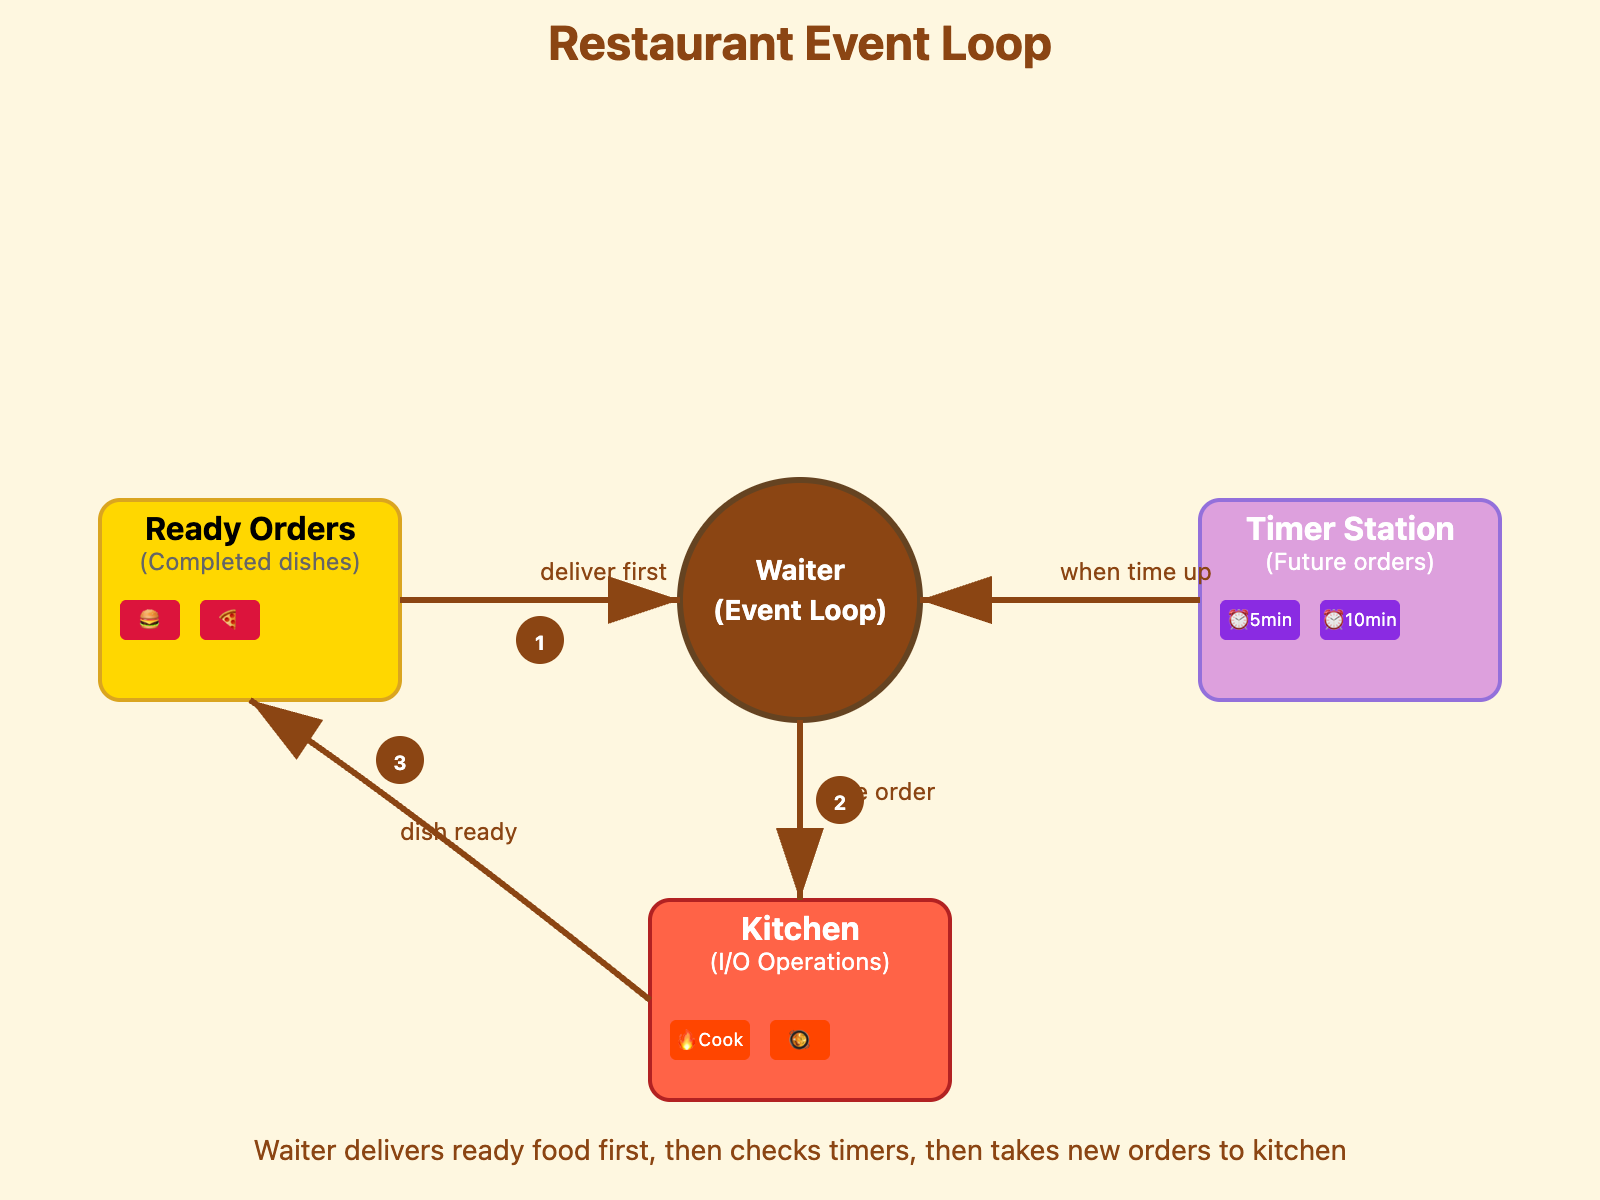 Restaurant Event Loop
Ready Orders
(Completed dishes)
deliver first
1
Waiter
(Event Loop)
when time up
Timer Station
(Future orders)
⏰5min
⏰10min
3
dish ready
2
order
Kitchen
(I/O Operations)
🔥Cook
Waiter delivers ready food first, then checks timers, then takes new orders to kitchen